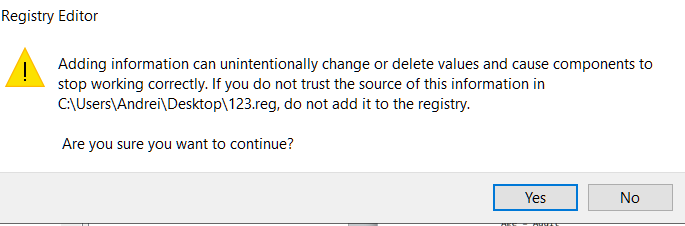 Registry Editor
Adding information can unintentionally change or delete values and cause components to
stop working correctly. If you do not trust the source of this information in
C:\Users\Andrei\Desktop\123.reg, do not add it to the registry.
Are you sure you want to continue?
Yes No